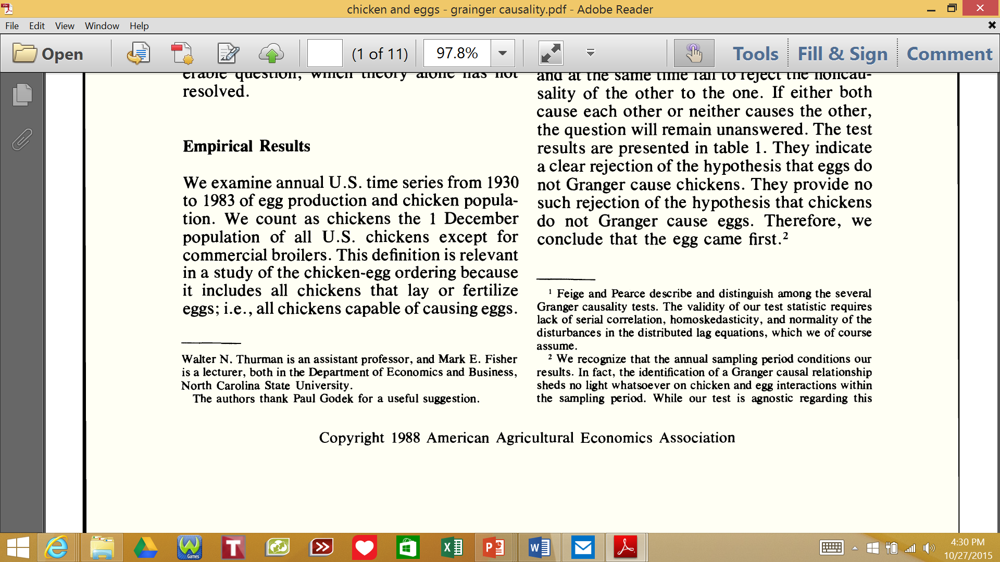 chicken and eggs - grainger causality.pdf - Adobe Reader
File Edit View Window Help
Open
(1 of 11)
97.8%
Tools
Fill & Sign
Comment
erable question, which theory alone has not
resolved.
Empirical Results
We examine annual U.S. time series from 1930
to 1983 of egg production and chicken popula-
tion. We count as chickens the 1 December
population of all U.S. chickens except for
commercial broilers. This definition is relevant
in a study of the chicken-egg ordering because
it includes all chickens that lay or fertilize
eggs; i.e., all chickens capable of causing eggs.
Walter N. Thurman is an assistant professor, and Mark E. Fisher
is a lecturer, both in the Department of Economics and Business,
North Carolina State University.
The authors thank Paul Godek for a useful suggestion.
and at the same time fail to reject the noncau-
sality of the other to the one. If either both
cause each other or neither causes the other,
the question will remain unanswered. The test
results are presented in table 1. They indicate
a clear rejection of the hypothesis that eggs do
not Granger cause chickens. They provide no
such rejection of the hypothesis that chickens
do not Granger cause eggs. Therefore, we
conclude that the egg came first.²
¹ Feige and Pearce describe and distinguish among the several
Granger causality tests. The validity of our test statistic requires
lack of serial correlation, homoskedasticity, and normality of the
disturbances in the distributed lag equations, which we of course
assume.
² We recognize that the annual sampling period conditions our
results. In fact, the identification of a Granger causal relationship
sheds no light whatsoever on chicken and egg interactions within
the sampling period. While our test is agnostic regarding this
Copyright 1988 American Agricultural Economics Association
W
Games
T
X
P
W
4:30 PM
10/27/2015